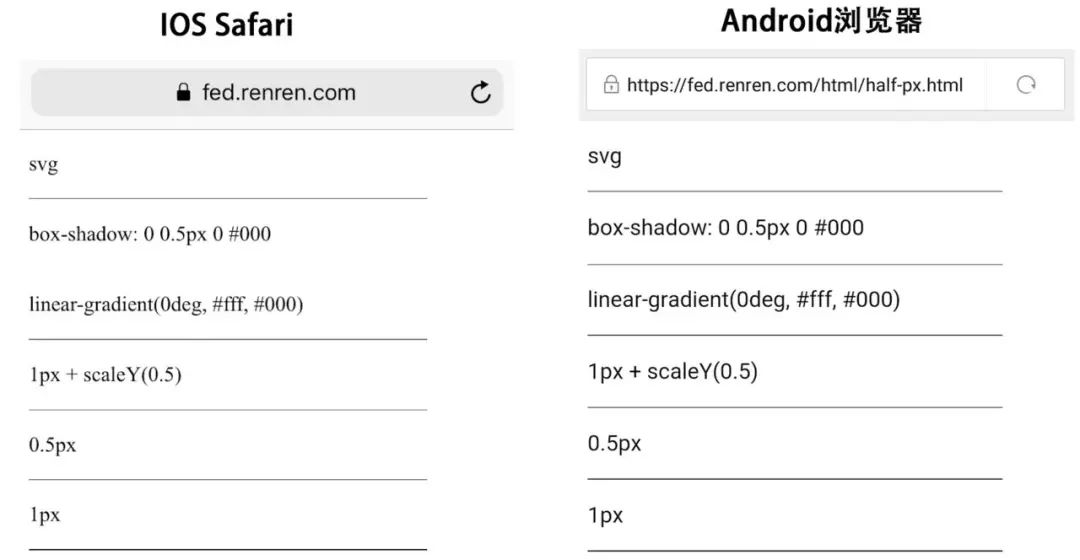 IOS Safari
fed.renren.com
svg
box-shadow: 0 0.5px 0 #000
linear-gradient(0deg, #fff, #000)
1px + scaleY(0.5)
0.5px
1px
Android浏览器
https://fed.renren.com/html/half-px.html
svg
box-shadow: 0 0.5px 0 #000
linear-gradient(0deg, #fff, #000)
1px + scaleY(0.5)
0.5px
1px